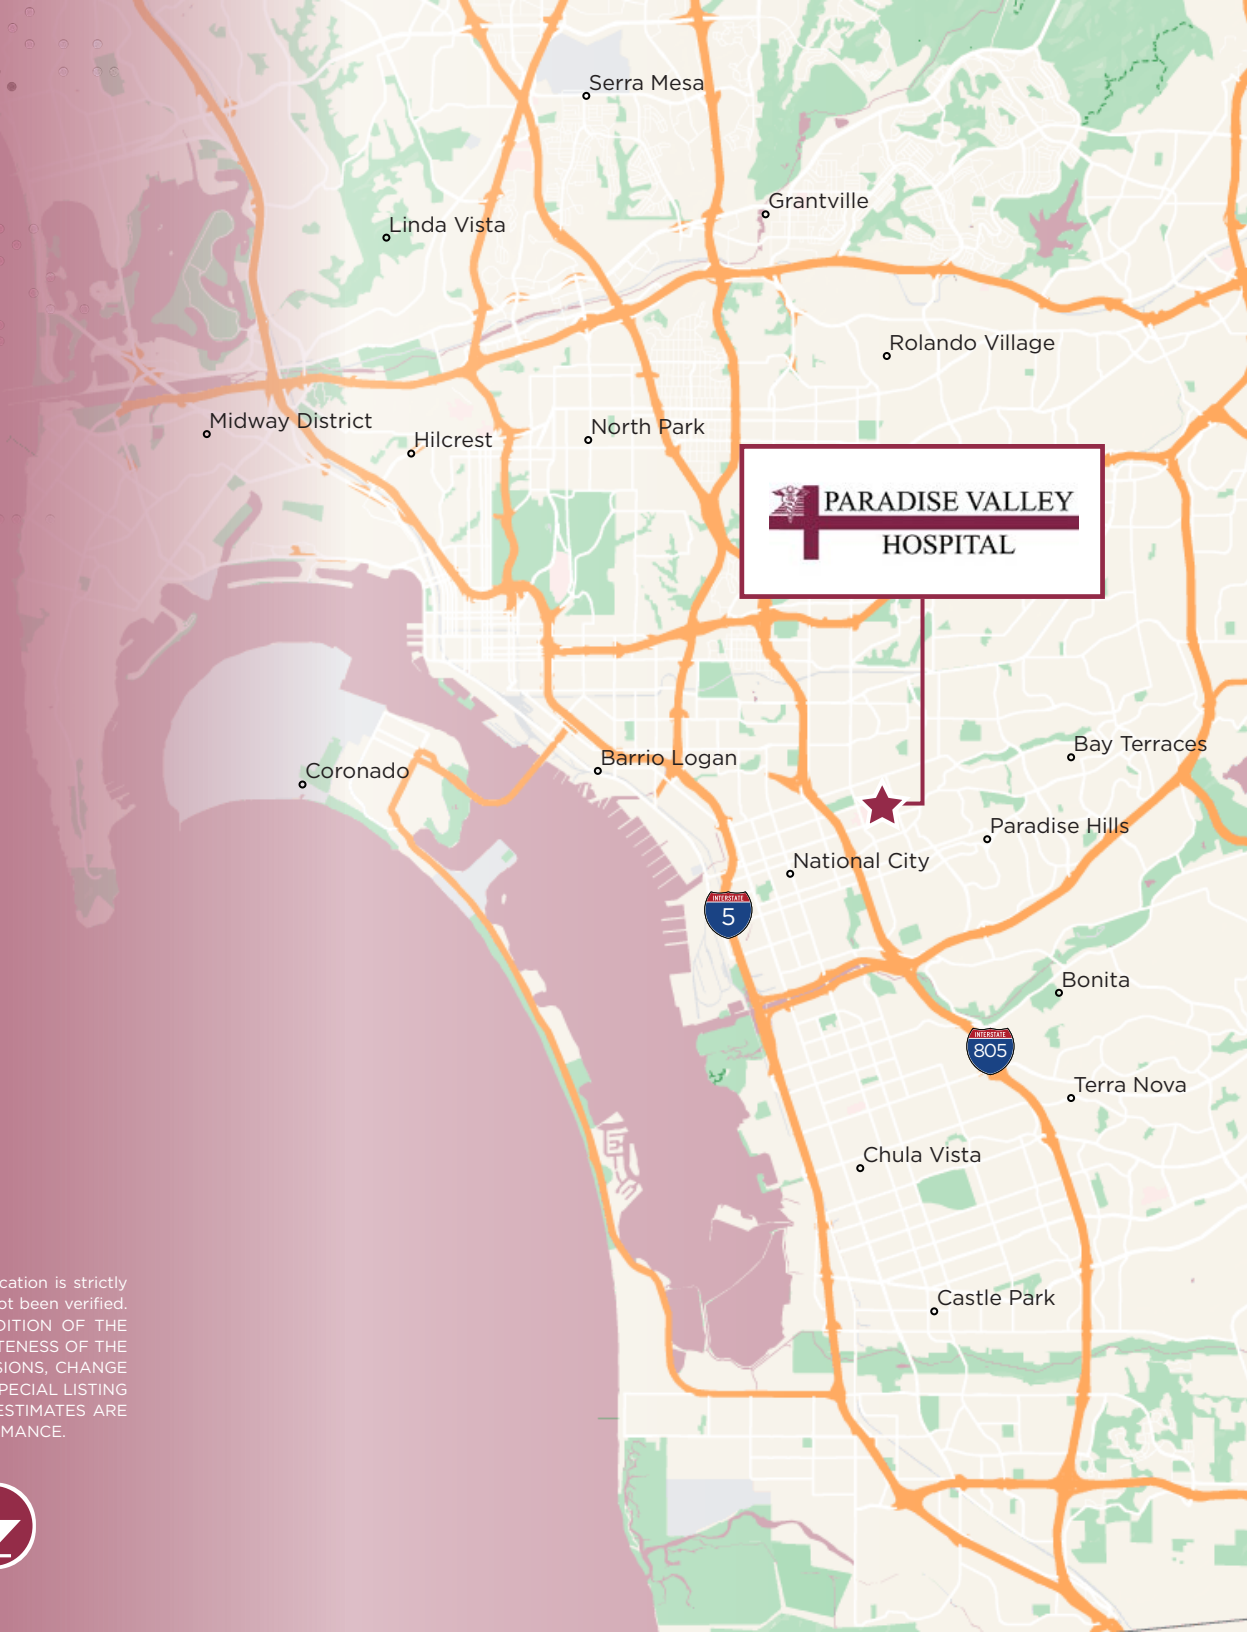 Serra Mesa
Grantville
Linda Vista
Rolando Village
Midway District
North Park
Hilcrest
PARADISE VALLEY
HOSPITAL
Bay Terraces
Barrio Logan
Coronado
Paradise Hills
National City
INTERSTATE
5
Bonita
INTERSTATE
805
Terra Nova
Chula Vista
Castle Park
cation is strictly
ot been verified.
DITION OF THE
TENESS OF THE
SIONS, CHANGE
SPECIAL LISTING
ESTIMATES ARE
MANCE.